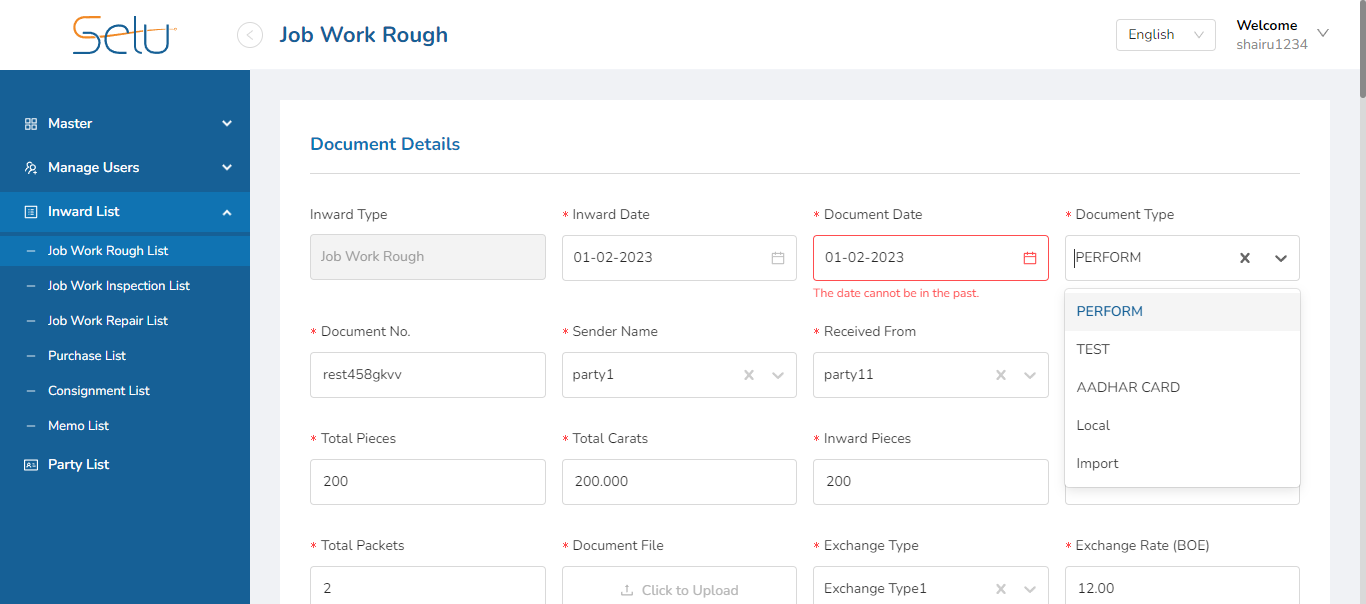 Selu
Job Work Rough
English
Welcome
shairu1234
Master
Manage Users
Inward List
Job Work Rough List
Job Work Inspection List
Job Work Repair List
Purchase List
Consignment List
Memo List
Party List
Document Details
Inward Type
* Inward Date
* Document Date
* Document Type
Job Work Rough
01-02-2023
01-02-2023
PERFORM
The date cannot be in the past.
PERFORM
TEST
AADHAR CARD
Local
Import
* Document No.
* Sender Name
* Received From
rest458gkvv
party1
party11
* Total Pieces
* Total Carats
* Inward Pieces
200
200.000
200
* Total Packets
* Document File
* Exchange Type
* Exchange Rate (BOE)
2
Click to Upload
Exchange Type1
12.00